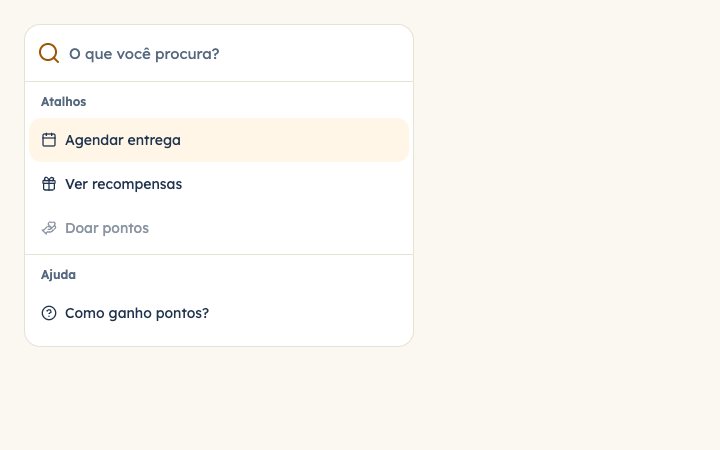 O que você procura?
Atalhos
Agendar entrega
Ver recompensas
Doar pontos
Ajuda
Como ganho pontos?